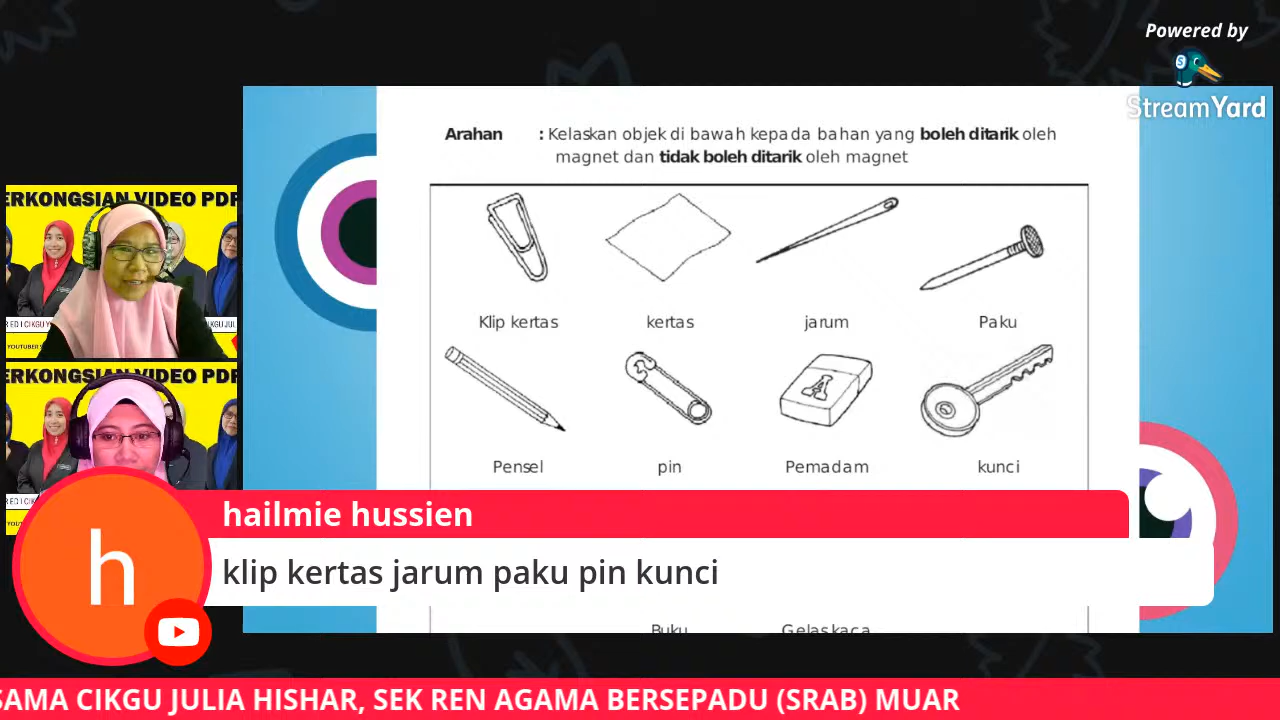 Powered by
StreamYard
Arahan : Kelaskan objek di bawah kepada bahan yang boleh ditarik oleh
magnet dan tidak boleh ditarik oleh magnet
Klip kertas kertas jarum Paku
A
Pensel pin Pemadam kunci
ERKONGSIAN VIDEO PDP
ERKONGSIAN VIDEO PDP
hailmie hussien
h
klip kertas jarum paku pin kunci
Buku Gelas kaca
SAMA CIKGU JULIA HISHAR, SEK REN AGAMA BERSEPADU (SRAB) MUAR